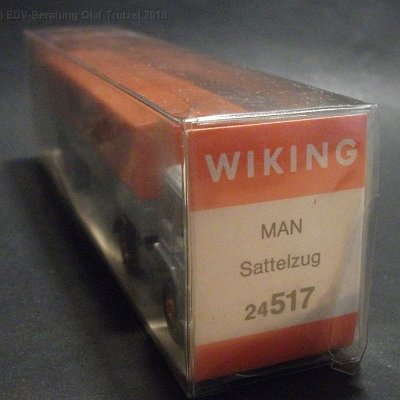 ) EDV-Beratung Olaf Trutzel 2018
WIKING
MAN
Sattelzug
24517